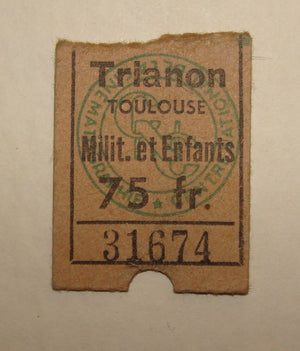 Trianon
TOULOUSE
Milit. et Enfants
75 fr.
31674